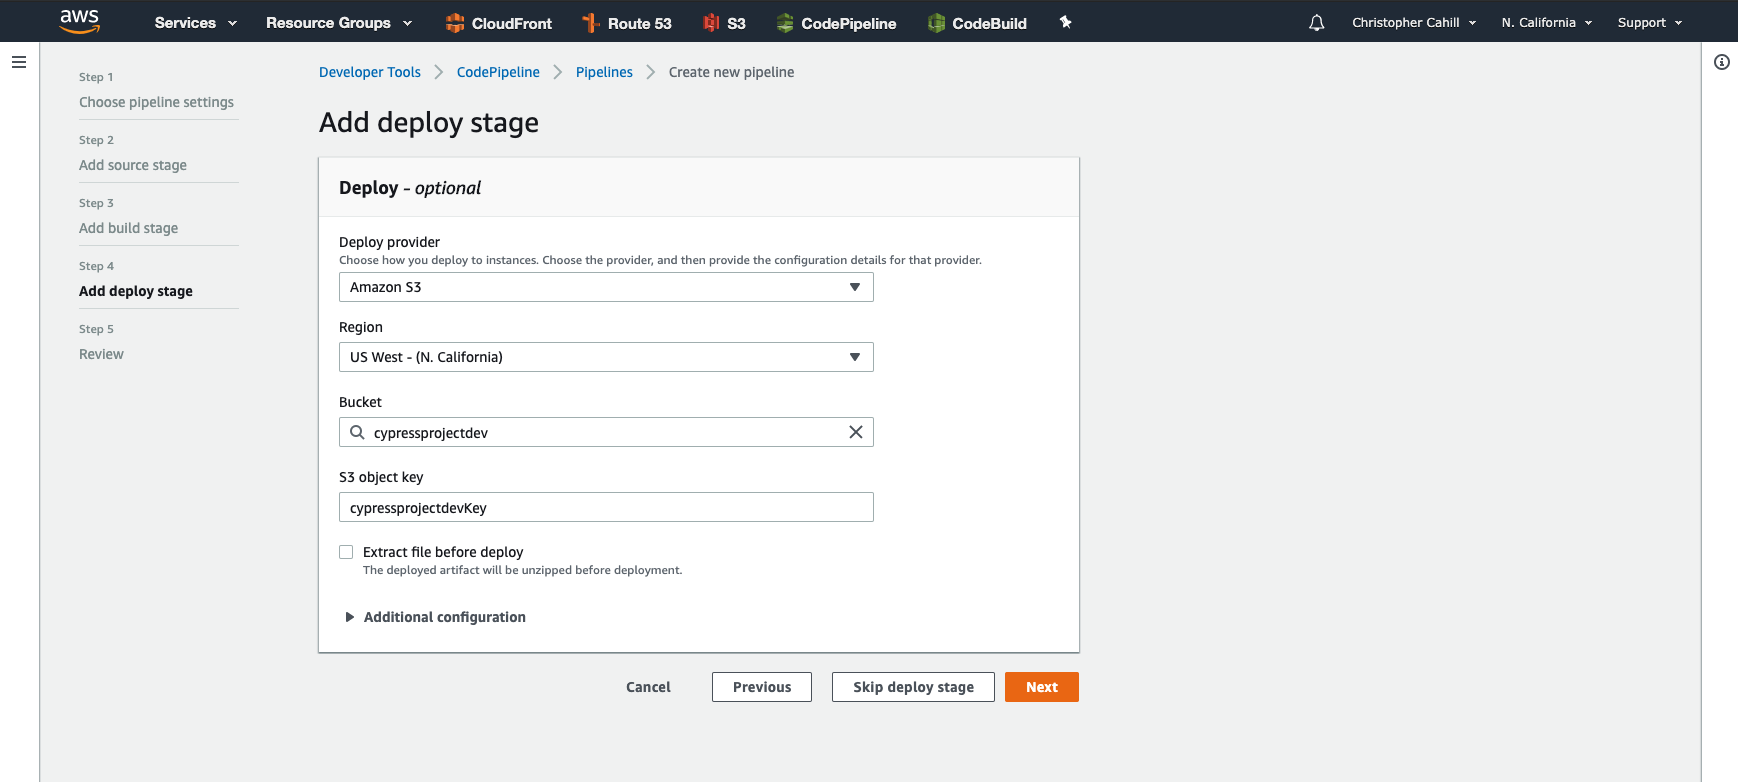 aws Services Resource Groups CloudFront Route 53 S3 CodePipeline CodeBuild Christopher Cahill N. California Support
Step 1
Choose pipeline settings
Step 2
Add source stage
Step 3
Add build stage
Step 4
Add deploy stage
Step 5
Review
Developer Tools CodePipeline Pipelines Create new pipeline
Add deploy stage
Deploy - optional
Deploy provider
Choose how you deploy to instances. Choose the provider, and then provide the configuration details for that provider.
Amazon S3
Region
US West - (N. California)
Bucket
cypressprojectdev
S3 object key
cypressprojectdevKey
Extract file before deploy
The deployed artifact will be unzipped before deployment.
Additional configuration
Cancel Previous Skip deploy stage Next